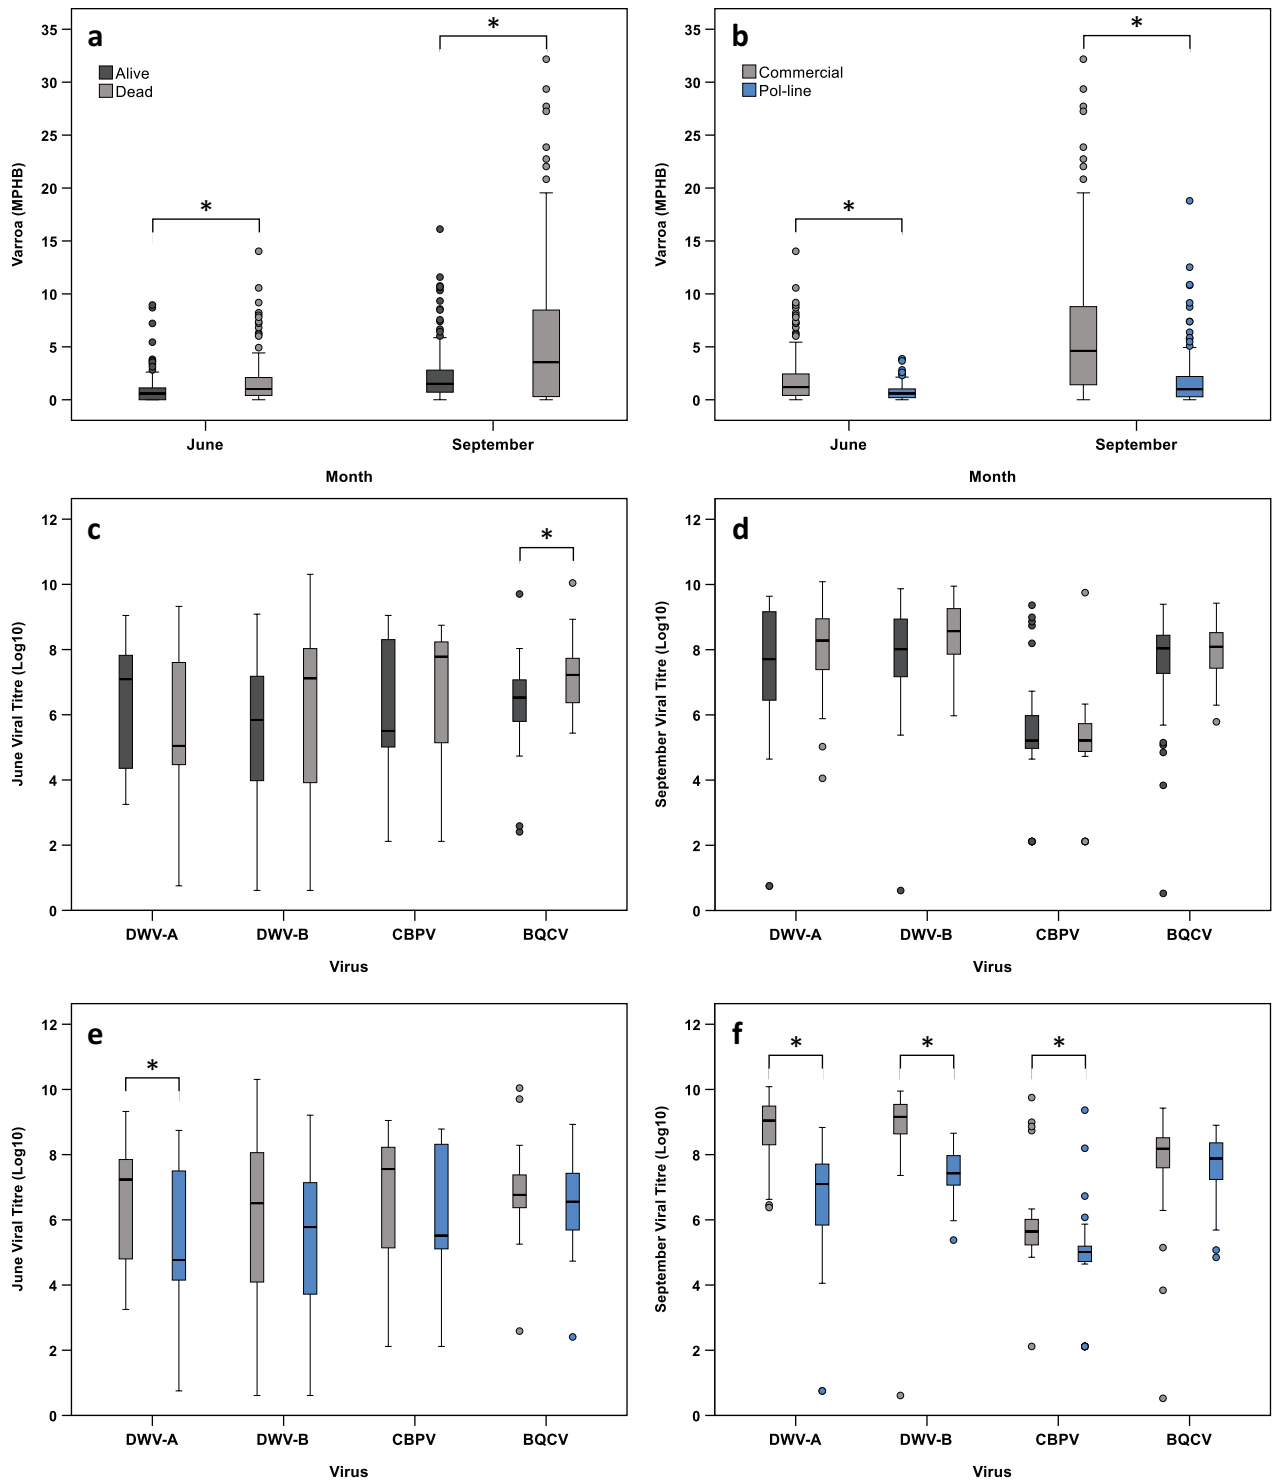 a
*
*
Alive
Dead
35
30
25
20
15
10
5
0
Varroa (MPHB)
June
September
Month
b
*
*
Commercial
Pol-line
35
30
25
20
15
10
5
0
Varroa (MPHB)
June
September
Month
c
*
12
10
8
6
4
2
0
June Viral Titre (Log10)
DWV-A
DWV-B
CBPV
BQCV
Virus
d
12
10
8
6
4
2
0
September Viral Titre (Log10)
DWV-A
DWV-B
CBPV
BQCV
Virus
e
*
12
10
8
6
4
2
0
June Viral Titre (Log10)
DWV-A
DWV-B
CBPV
BQCV
Virus
f
*
*
*
12
10
8
6
4
2
0
September Viral Titre (Log10)
DWV-A
DWV-B
CBPV
BQCV
Virus